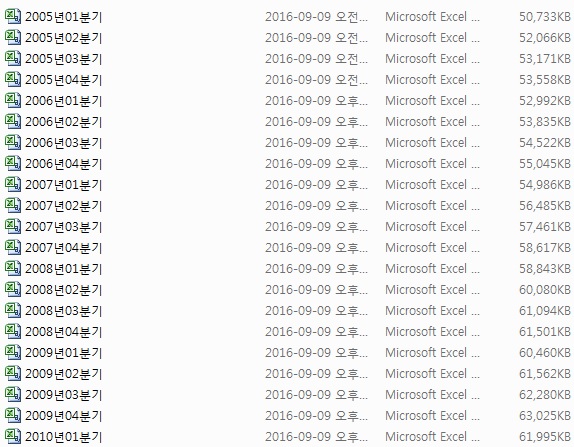 2005년01분기 2016-09-09 오전... Microsoft Excel ... 50,733KB
2005년02분기 2016-09-09 오전... Microsoft Excel ... 52,066KB
2005년03분기 2016-09-09 오전... Microsoft Excel ... 53,171KB
2005년04분기 2016-09-09 오전... Microsoft Excel ... 53,558KB
2006년01분기 2016-09-09 오후... Microsoft Excel ... 52,992KB
2006년02분기 2016-09-09 오후... Microsoft Excel ... 53,835KB
2006년03분기 2016-09-09 오후... Microsoft Excel ... 54,522KB
2006년04분기 2016-09-09 오후... Microsoft Excel ... 55,045KB
2007년01분기 2016-09-09 오후... Microsoft Excel ... 54,986KB
2007년02분기 2016-09-09 오후... Microsoft Excel ... 56,485KB
2007년03분기 2016-09-09 오후... Microsoft Excel ... 57,461KB
2007년04분기 2016-09-09 오후... Microsoft Excel ... 58,617KB
2008년01분기 2016-09-09 오후... Microsoft Excel ... 58,843KB
2008년02분기 2016-09-09 오후... Microsoft Excel ... 60,080KB
2008년03분기 2016-09-09 오후... Microsoft Excel ... 61,094KB
2008년04분기 2016-09-09 오후... Microsoft Excel ... 61,501KB
2009년01분기 2016-09-09 오후... Microsoft Excel ... 60,460KB
2009년02분기 2016-09-09 오후... Microsoft Excel ... 61,562KB
2009년03분기 2016-09-09 오후... Microsoft Excel ... 62,280KB
2009년04분기 2016-09-09 오후... Microsoft Excel ... 63,025KB
2010년01분기 2016-09-09 오후... Microsoft Excel ... 61,995KB